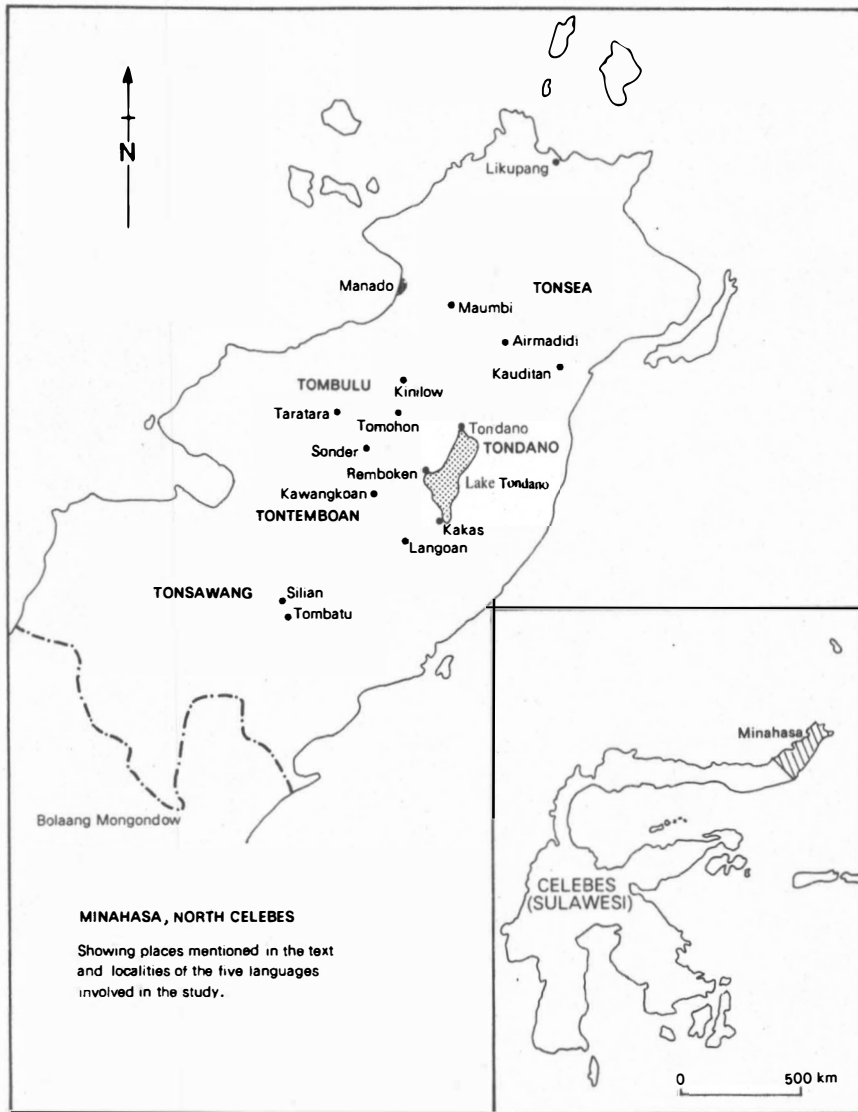 N
Likupang
Manado
TONSEA
Maumbi
Airmadidi
Kauditan
TOMBULU
Kinilow
Taratara
Tomohon
Tondano
TONDANO
Sonder
Remboken
Lake Tondano
Kawangkoan
TONTEMBOAN
Kakas
Langoan
TONSAWANG
Silian
Tombatu
Bolaang Mongondow
MINAHASA, NORTH CELEBES
Showing places mentioned in the text
and localities of the five languages
involved in the study.
Minahasa
CELEBES
(SULAWESI)
0 500 km